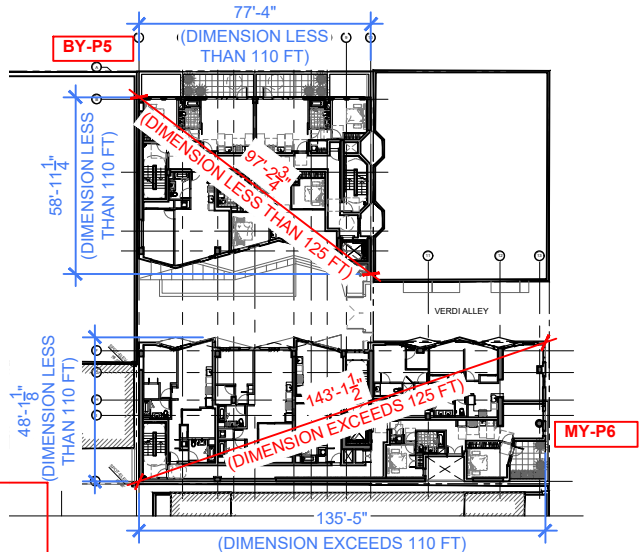 77'-4"
(DIMENSION LESS
THAN 110 FT)
BY-P5
58'-11 1/4"
(DIMENSION LESS
THAN 110 FT)
97'-2 3/4"
(DIMENSION LESS THAN 125 FT)
VERDI ALLEY
48'-1 1/8"
(DIMENSION LESS
THAN 110 FT)
143'-1 1/2"
(DIMENSION EXCEEDS 125 FT)
MY-P6
135'-5"
(DIMENSION EXCEEDS 110 FT)